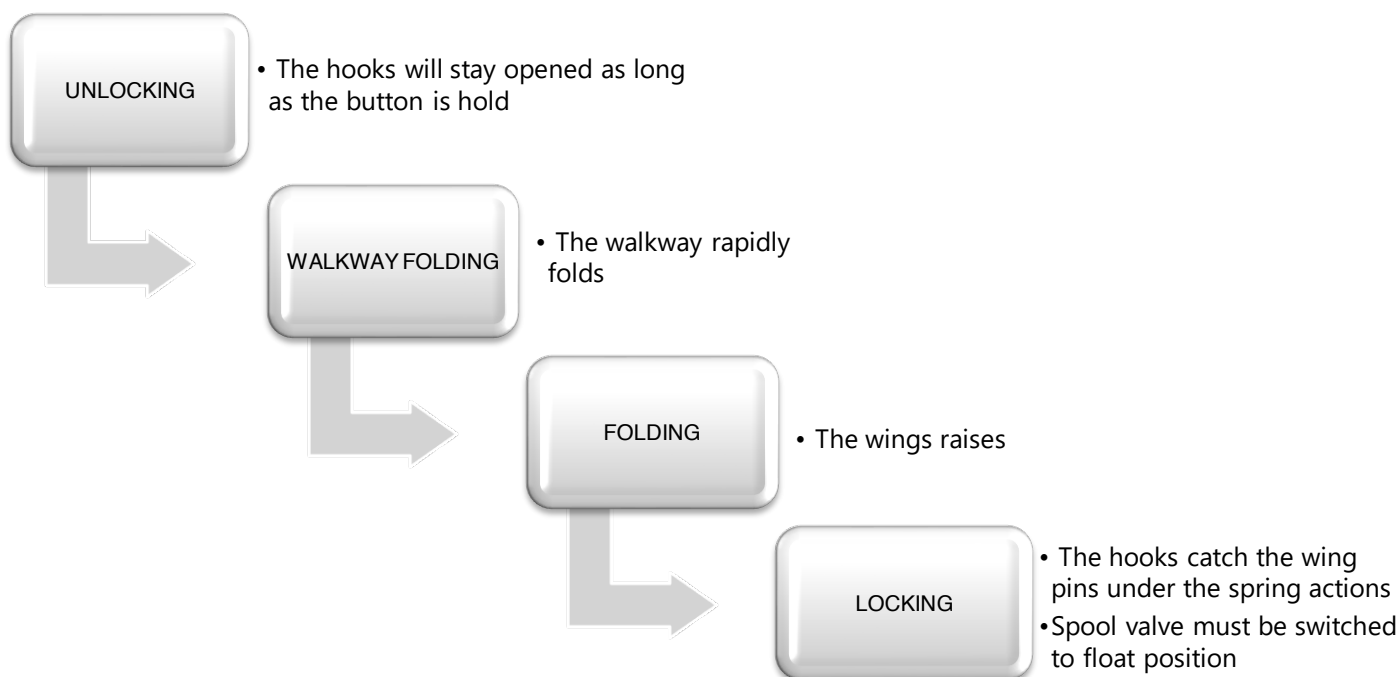 UNLOCKING
• The hooks will stay opened as long
as the button is hold
WALKWAY FOLDING
• The walkway rapidly
folds
FOLDING
• The wings raises
LOCKING
• The hooks catch the wing
pins under the spring actions
•Spool valve must be switched
to float position